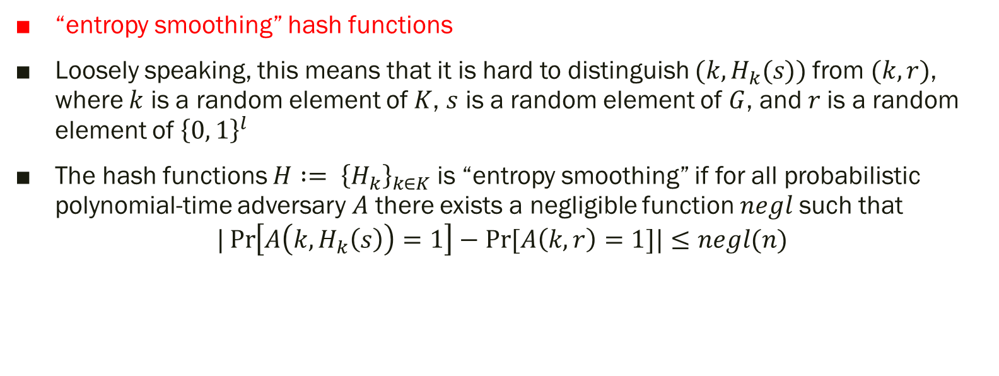 ■ “entropy smoothing” hash functions
■ Loosely speaking, this means that it is hard to distinguish (k, H_k(s)) from (k, r),
where k is a random element of K, s is a random element of G, and r is a random
element of {0, 1}^l
■ The hash functions H := {H_k}_{k∈K} is “entropy smoothing” if for all probabilistic
polynomial-time adversary A there exists a negligible function negl such that
| Pr[A(k, H_k(s)) = 1] − Pr[A(k, r) = 1]| ≤ negl(n)